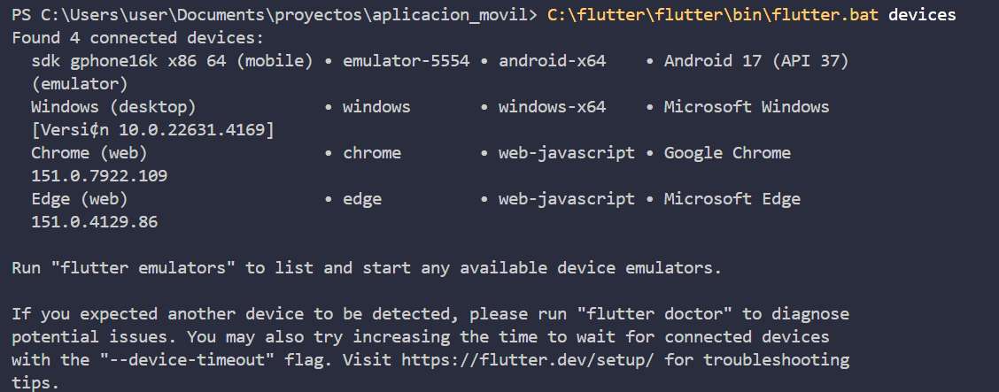 PS C:\Users\user\Documents\proyectos\aplicacion_movil> C:\flutter\flutter\bin\flutter.bat devices
Found 4 connected devices:
  sdk gphone16k x86 64 (mobile) • emulator-5554 • android-x64    • Android 17 (API 37)
  (emulator)
  Windows (desktop)             • windows       • windows-x64    • Microsoft Windows
  [Versi¢n 10.0.22631.4169]
  Chrome (web)                  • chrome        • web-javascript • Google Chrome
  151.0.7922.109
  Edge (web)                    • edge          • web-javascript • Microsoft Edge
  151.0.4129.86

Run "flutter emulators" to list and start any available device emulators.

If you expected another device to be detected, please run "flutter doctor" to diagnose
potential issues. You may also try increasing the time to wait for connected devices
with the "--device-timeout" flag. Visit https://flutter.dev/setup/ for troubleshooting
tips.